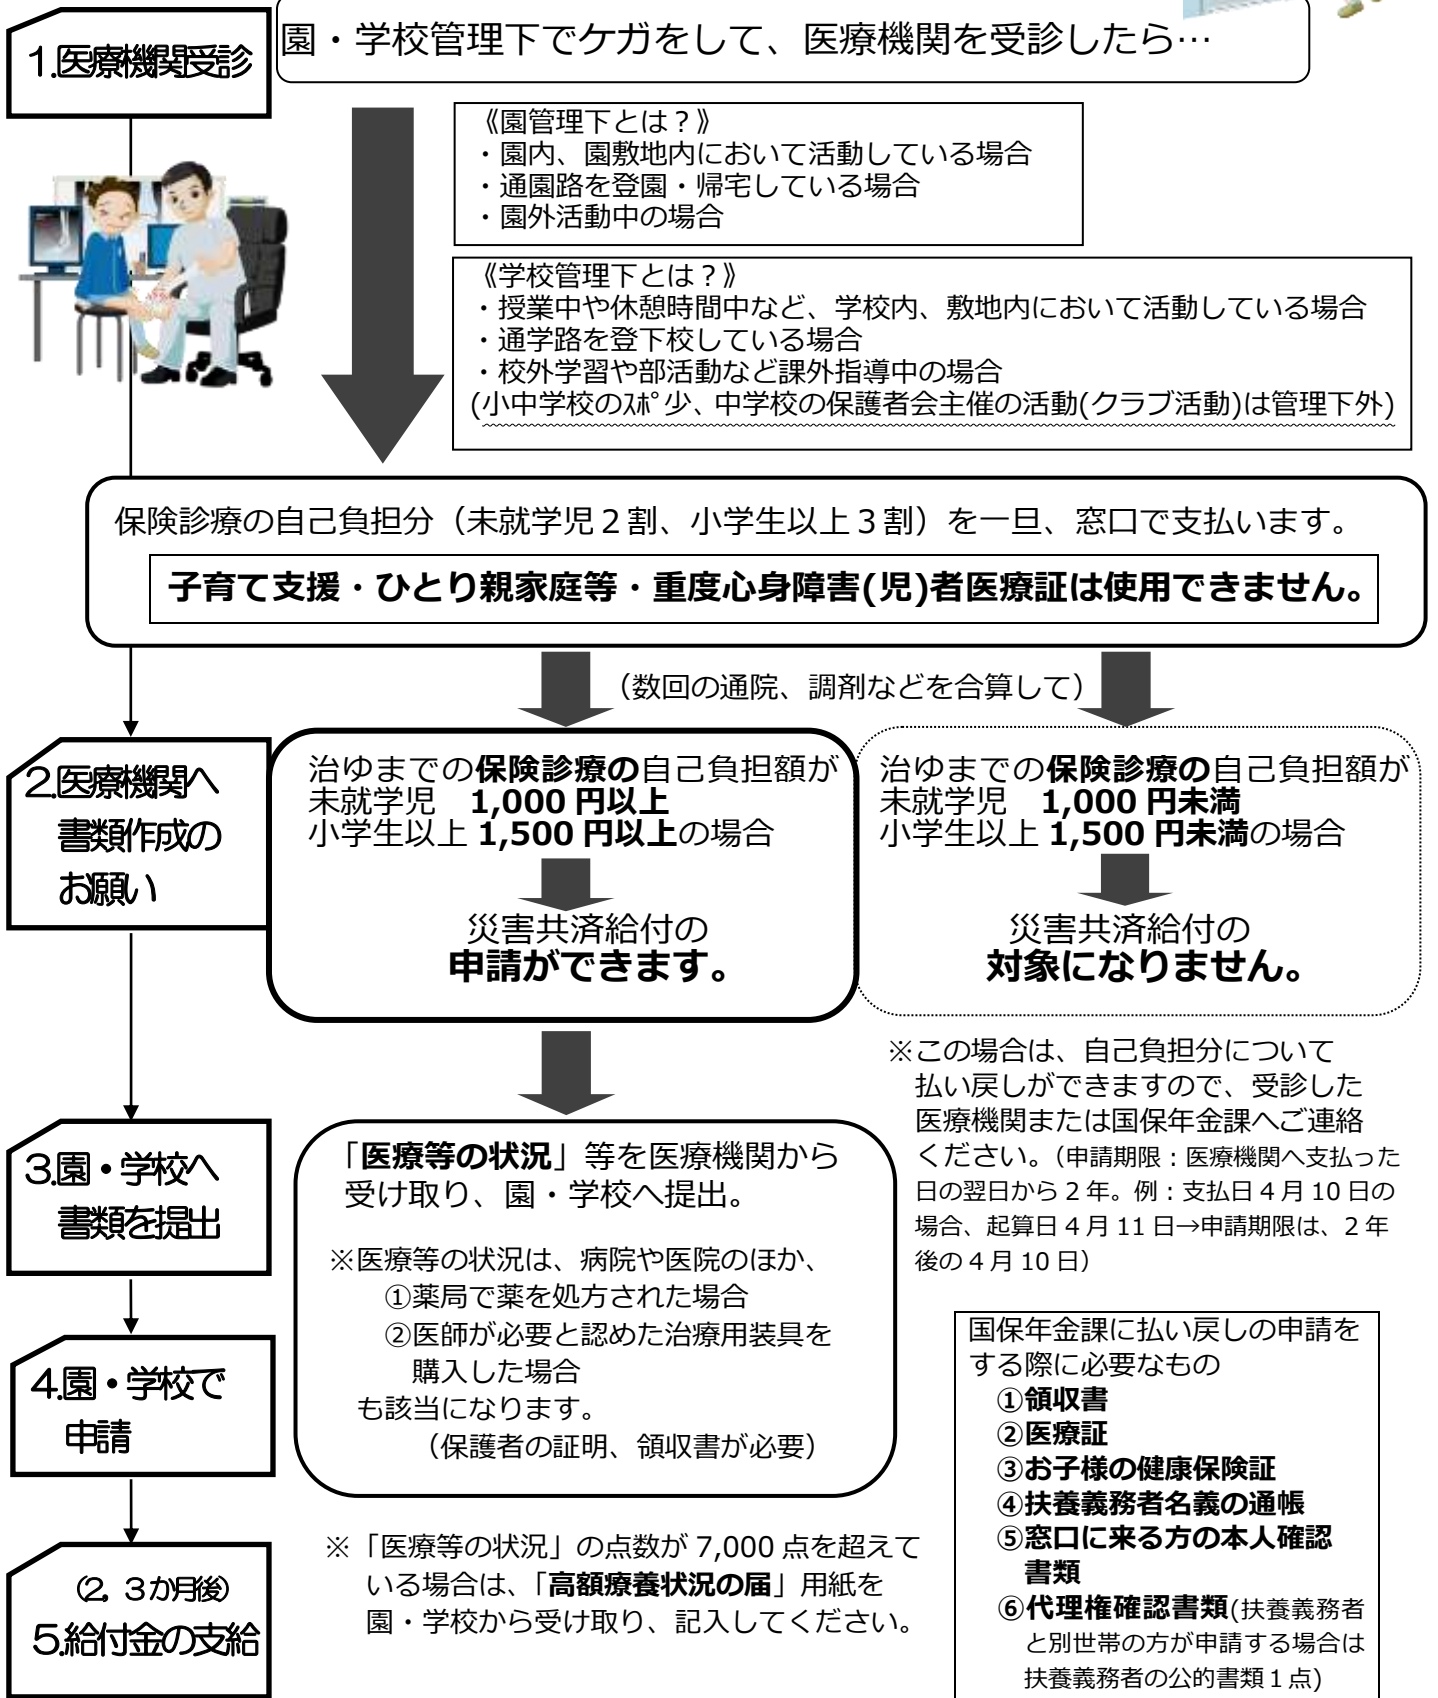 1.医療機関受診
園・学校管理下でケガをして、医療機関を受診したら…
《園管理下とは？》
・園内、園敷地内において活動している場合
・通園路を登園・帰宅している場合
・園外活動中の場合
《学校管理下とは？》
・授業中や休憩時間中など、学校内、敷地内において活動している場合
・通学路を登下校している場合
・校外学習や部活動など課外指導中の場合
(小中学校のｽﾎﾟ少、中学校の保護者会主催の活動(クラブ活動)は管理下外)
保険診療の自己負担分（未就学児２割、小学生以上３割）を一旦、窓口で支払います。
子育て支援・ひとり親家庭等・重度心身障害(児)者医療証は使用できません。
（数回の通院、調剤などを合算して）
2.医療機関へ
書類作成の
お願い
治ゆまでの保険診療の自己負担額が
未就学児　1,000 円以上
小学生以上 1,500 円以上の場合
災害共済給付の
申請ができます。
治ゆまでの保険診療の自己負担額が
未就学児　1,000 円未満
小学生以上 1,500 円未満の場合
災害共済給付の
対象になりません。
※この場合は、自己負担分について
払い戻しができますので、受診した
医療機関または国保年金課へご連絡
ください。（申請期限：医療機関へ支払った
日の翌日から 2 年。例：支払日 4 月 10 日の
場合、起算日 4 月 11 日→申請期限は、2 年
後の 4 月 10 日）
3.園・学校へ
書類を提出
「医療等の状況」等を医療機関から
受け取り、園・学校へ提出。
※医療等の状況は、病院や医院のほか、
①薬局で薬を処方された場合
②医師が必要と認めた治療用装具を
購入した場合
も該当になります。
（保護者の証明、領収書が必要）
4.園・学校で
申請
※「医療等の状況」の点数が 7,000 点を超えて
いる場合は、「高額療養状況の届」用紙を
園・学校から受け取り、記入してください。
(2，３か月後)
5.給付金の支給
国保年金課に払い戻しの申請を
する際に必要なもの
①領収書
②医療証
③お子様の健康保険証
④扶養義務者名義の通帳
⑤窓口に来る方の本人確認
書類
⑥代理権確認書類(扶養義務者
と別世帯の方が申請する場合は
扶養義務者の公的書類１点)